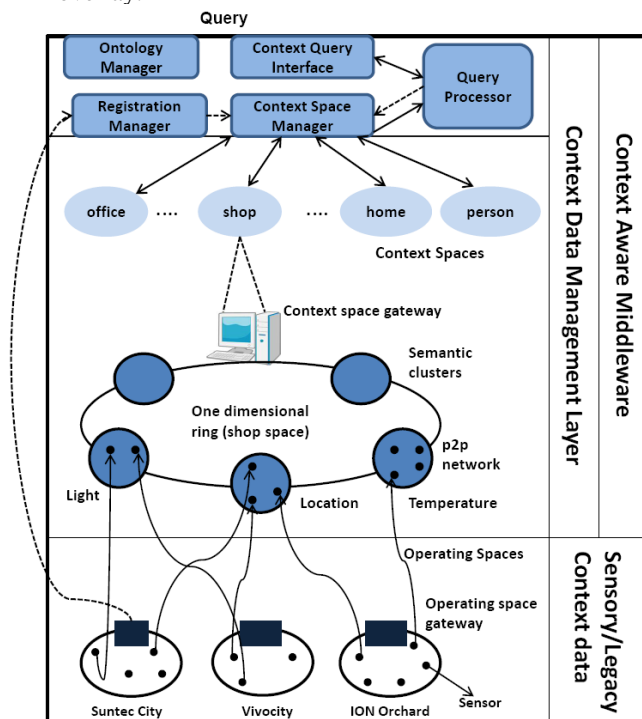 Query
Ontology
Manager
Context Query
Interface
Query
Processor
Registration
Manager
Context Space
Manager
office
....
shop
....
home
person
Context Spaces
Context space gateway
Semantic
clusters
One dimensional
ring (shop space)
p2p
network
Light
Location
Temperature
Operating Spaces
Operating space
gateway
Sensor
Suntec City
Vivocity
ION Orchard
Context Data Management Layer
Context Aware Middleware
Sensory/Legacy
Context data